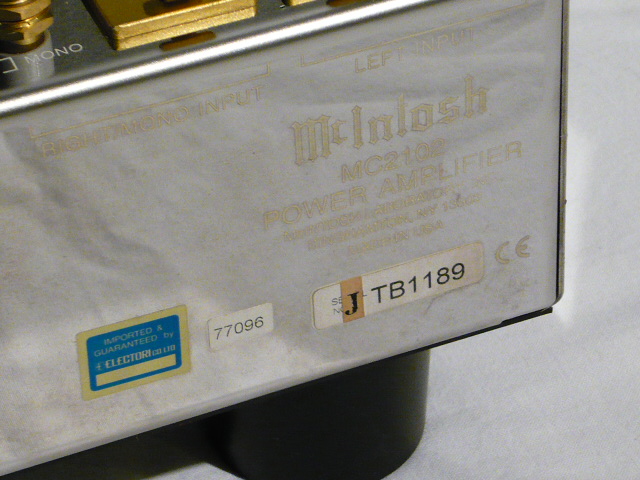 MONO
LEFT INPUT
RIGHT/MONO INPUT
McIntosh
MC2102
POWER AMPLIFIER
CE
J TB1189
77096
IMPORTED &
GUARANTEED by
ELECTORI CO LTD